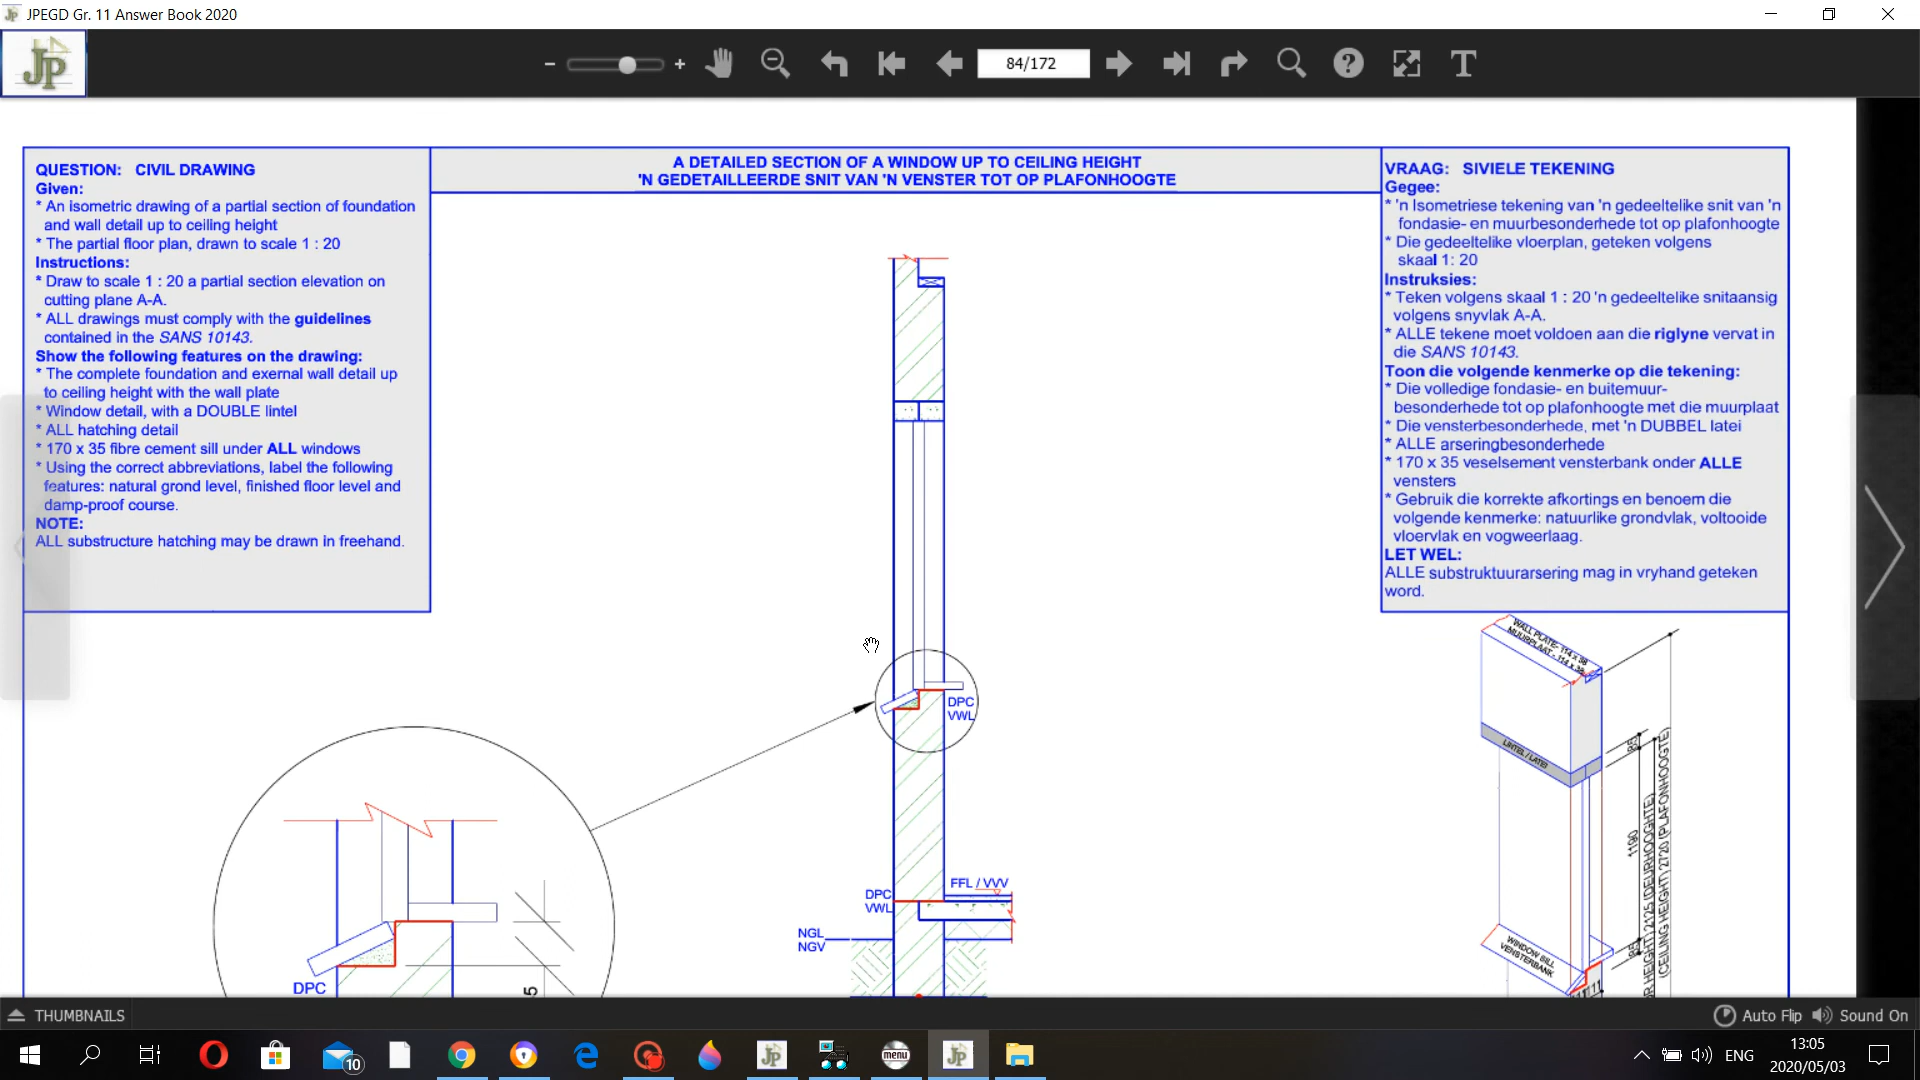 JPEGD Gr. 11 Answer Book 2020
JP
84/172
QUESTION: CIVIL DRAWING
Given:
* An isometric drawing of a partial section of foundation
and wall detail up to ceiling height
* The partial floor plan, drawn to scale 1 : 20
Instructions:
* Draw to scale 1 : 20 a partial section elevation on
cutting plane A-A.
* ALL drawings must comply with the guidelines
contained in the SANS 10143.
Show the following features on the drawing:
* The complete foundation and exernal wall detail up
to ceiling height with the wall plate
* Window detail, with a DOUBLE lintel
* ALL hatching detail
* 170 x 35 fibre cement sill under ALL windows
* Using the correct abbreviations, label the following
features: natural grond level, finished floor level and
damp-proof course.
NOTE:
ALL substructure hatching may be drawn in freehand.
A DETAILED SECTION OF A WINDOW UP TO CEILING HEIGHT
'N GEDETAILLEERDE SNIT VAN 'N VENSTER TOT OP PLAFONHOOGTE
VRAAG: SIVIELE TEKENING
Gegee:
* 'n Isometriese tekening van 'n gedeeltelike snit van 'n
fondasie- en muurbesonderhede tot op plafonhoogte
* Die gedeeltelike vloerplan, geteken volgens
skaal 1: 20
Instruksies:
* Teken volgens skaal 1 : 20 'n gedeeltelike snitaansig
volgens snyvlak A-A.
* ALLE tekene moet voldoen aan die riglyne vervat in
die SANS 10143.
Toon die volgende kenmerke op die tekening:
* Die volledige fondasie- en buitemuur-
besonderhede tot op plafonhoogte met die muurplaat
* Die vensterbesonderhede, met 'n DUBBEL latei
* ALLE arseringbesonderhede
* 170 x 35 veselsement vensterbank onder ALLE
vensters
* Gebruik die korrekte afkortings en benoem die
volgende kenmerke: natuurlike grondvlak, voltooide
vloervlak en vogweerlaag.
LET WEL:
ALLE substruktuurarsering mag in vryhand geteken
word.
DPC
VWL
FFL / VVV
DPC
VWL
NGL
NGV
DPC
5
WALL PLATE- 114 x 38
MUURPLAAT - 114 x 38
LINTEL / LATEI
85
1190
85
HEIGHT) 2125 (DEURHOOGHTE)
(CEILING HEIGHT) 2720 (PLAFONHOOGTE)
WINDOW SILL
VENSTERBANK
THUMBNAILS
Auto Flip
Sound On
10
menu
ENG
13:05
2020/05/03